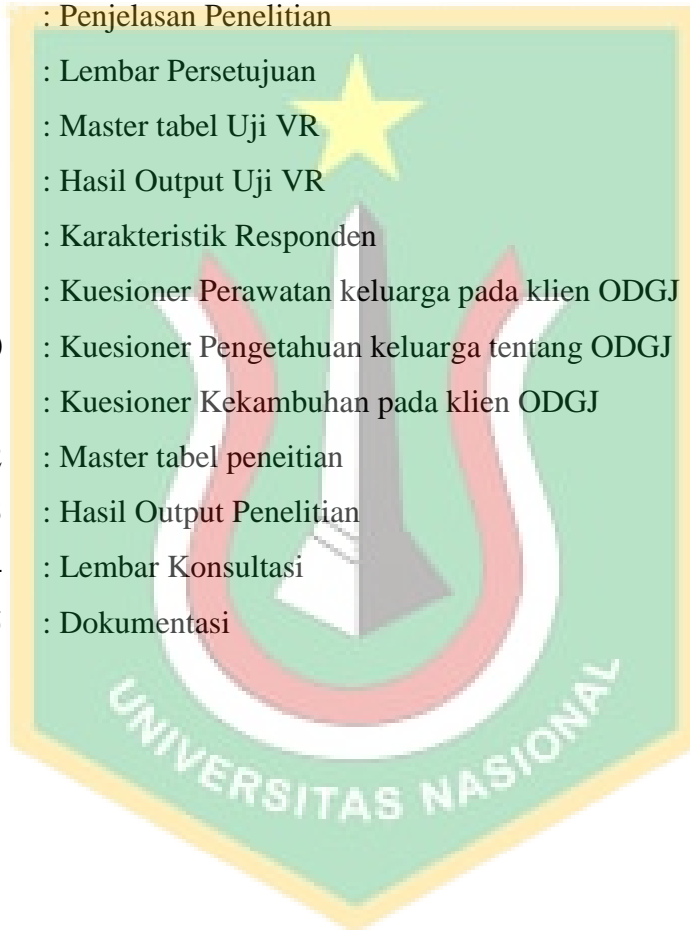 : Penjelasan Penelitian
: Lembar Persetujuan
: Master tabel Uji VR
: Hasil Output Uji VR
: Karakteristik Responden
: Kuesioner Perawatan keluarga pada klien ODGJ
: Kuesioner Pengetahuan keluarga tentang ODGJ
: Kuesioner Kekambuhan pada klien ODGJ
: Master tabel peneitian
: Hasil Output Penelitian
: Lembar Konsultasi
: Dokumentasi
UNIVERSITAS NASIONAL